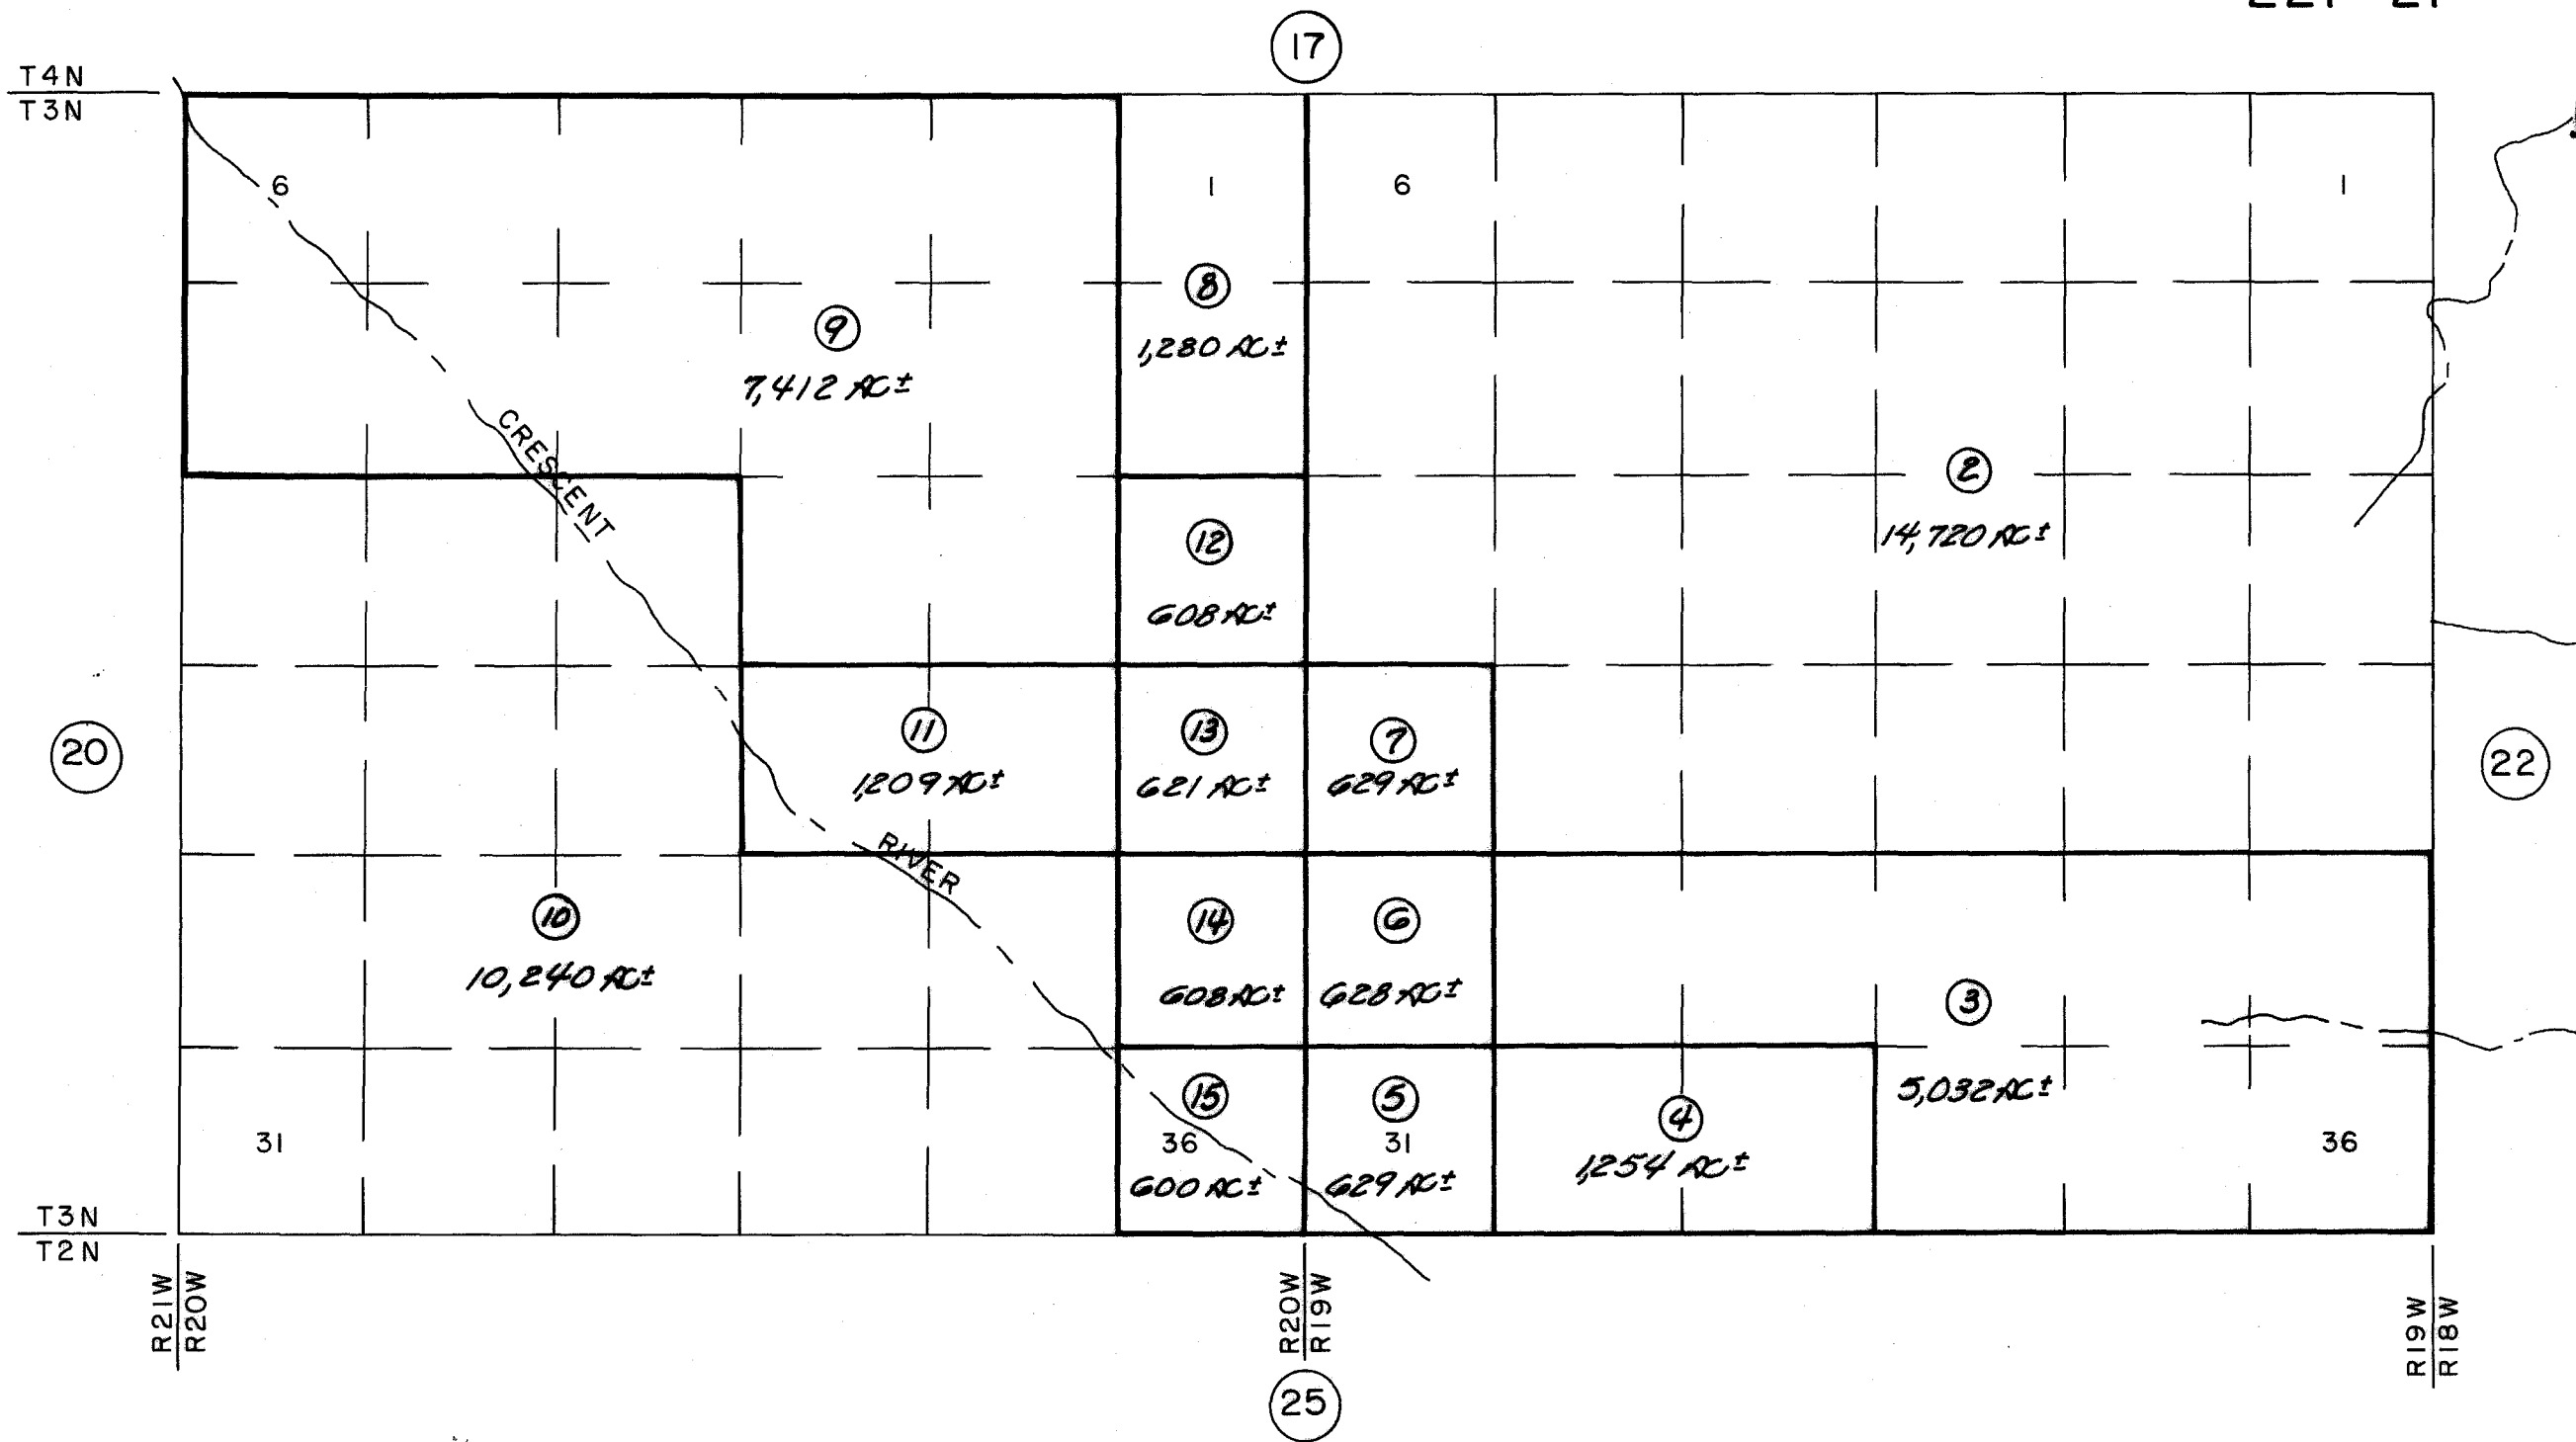 17
T4N
T3N
6
1
6
1
8
1,280 AC±
9
7,412 AC±
CRESCENT
2
14,720 AC±
12
608 AC±
20
11
1,209 AC±
13
621 AC±
7
629 AC±
22
RIVER
10
10,240 AC±
14
608 AC±
6
628 AC±
3
5,032 AC±
15
36
600 AC±
5
31
629 AC±
4
1,254 AC±
31
36
T3N
T2N
R21W
R20W
R20W
R19W
R19W
R18W
25